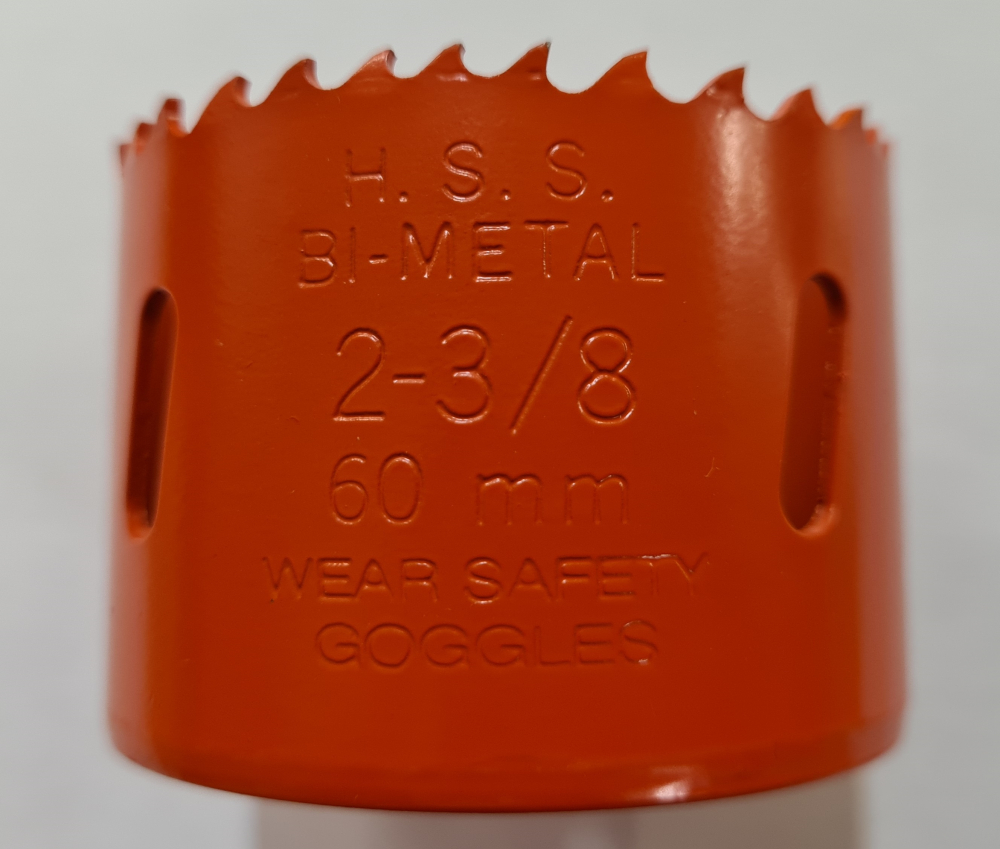 H.S.S.
BI-METAL
2-3/8
60 mm
WEAR SAFETY
GOGGLES